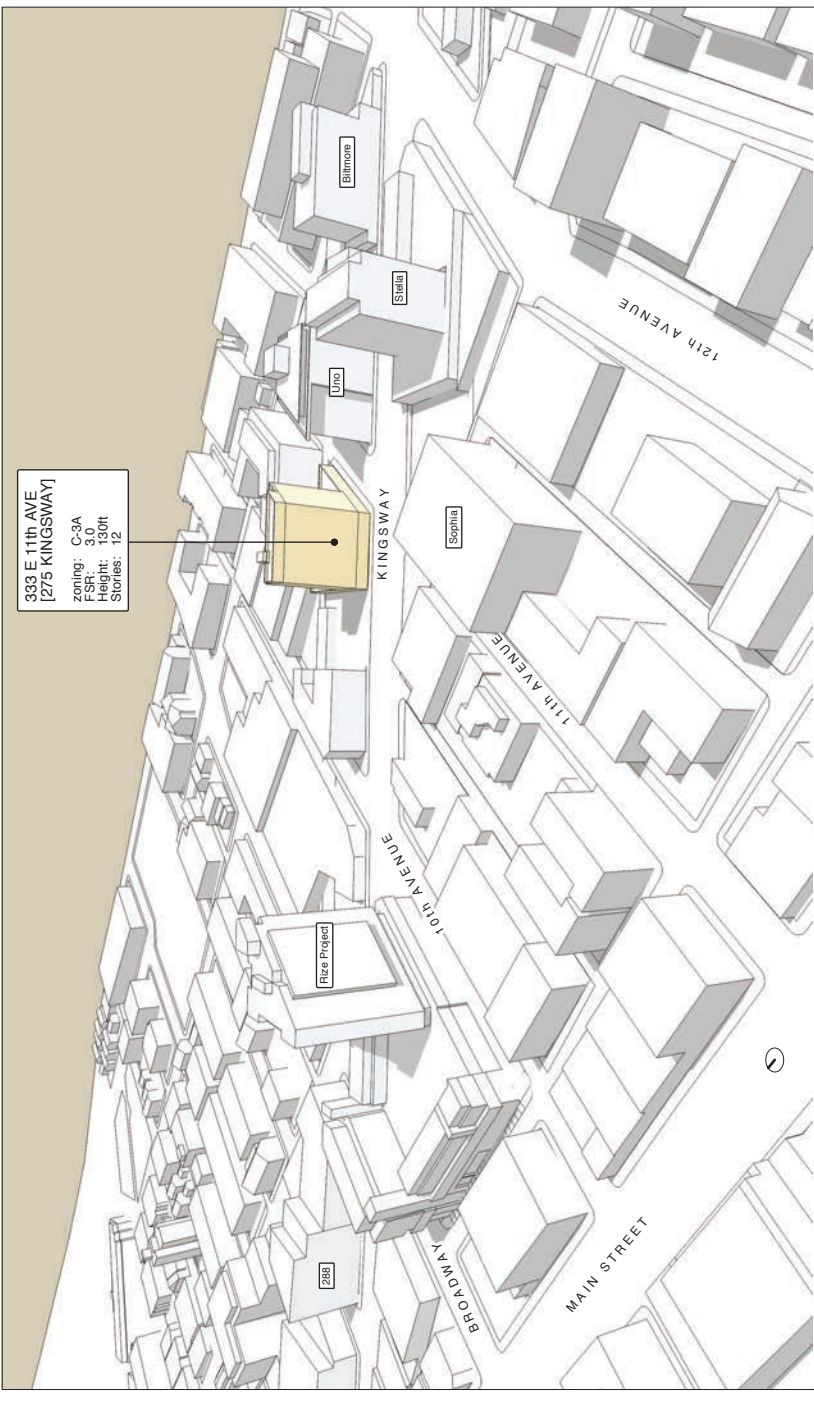 333 E 11th AVE
[275 KINGSWAY]
zoning: C-3A
FSR: 3.0
Height: 130ft
Stories: 12
288
Rize Project
Uno
Stella
Biltmore
KINGSWAY
Sophia
BROADWAY
10th AVENUE
11th AVENUE
12th AVENUE
MAIN STREET